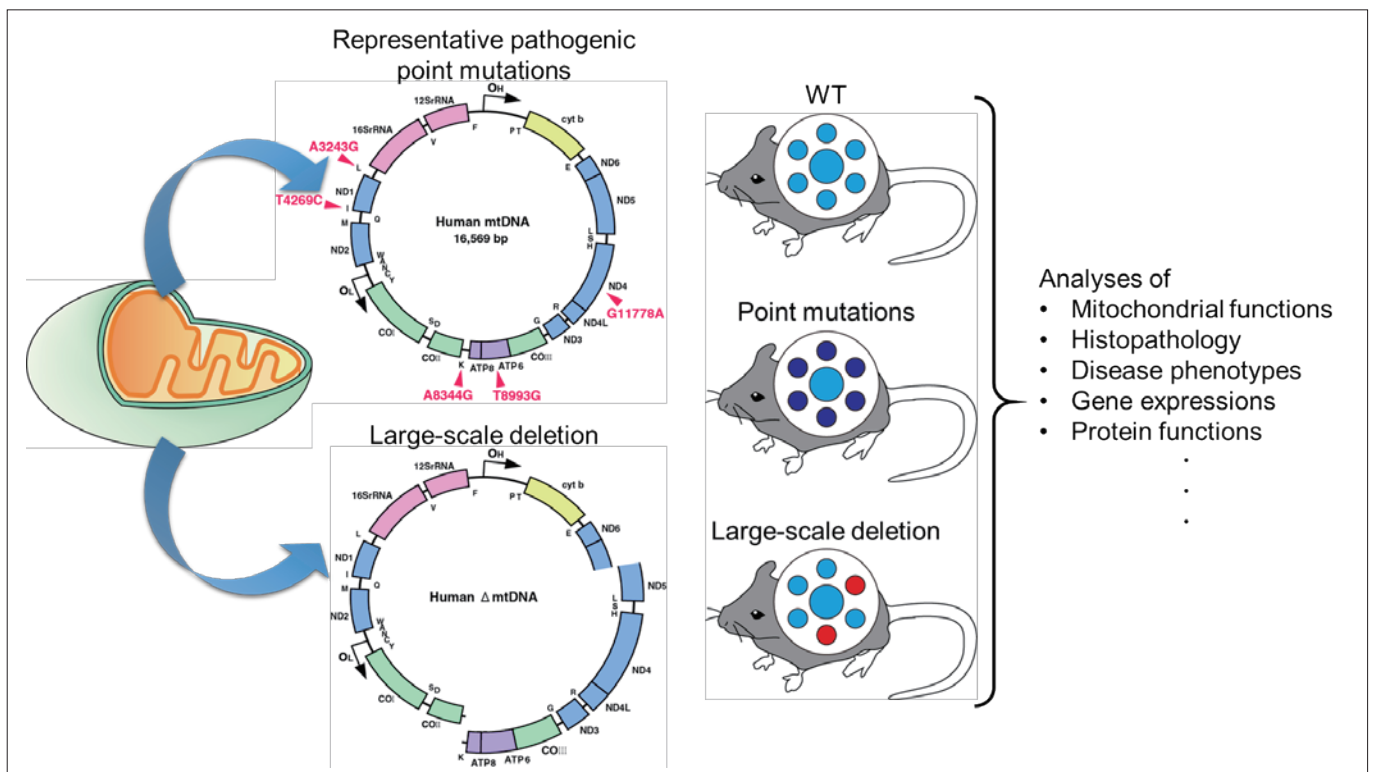 Representative pathogenic
point mutations
OH
12SrRNA
16SrRNA
V
F
PT
cyt b
E
ND6
ND5
L
S
H
ND4
G11778A
R
ND4L
ND3
G
COIII
ATP6
T8993G
ATP8
K
A8344G
COII
S
D
COI
OL
W
A
N
C
Y
ND2
M
Q
I
T4269C
ND1
L
A3243G
Human mtDNA
16,569 bp
Large-scale deletion
OH
12SrRNA
16SrRNA
V
F
PT
cyt b
E
ND6
ND5
L
S
H
ND4
R
ND4L
ND3
G
COIII
ATP6
ATP8
K
COII
S
D
COI
OL
W
A
N
C
Y
ND2
M
Q
I
ND1
L
Human Δ mtDNA
WT
Point mutations
Large-scale deletion
Analyses of
• Mitochondrial functions
• Histopathology
• Disease phenotypes
• Gene expressions
• Protein functions
.
.
.